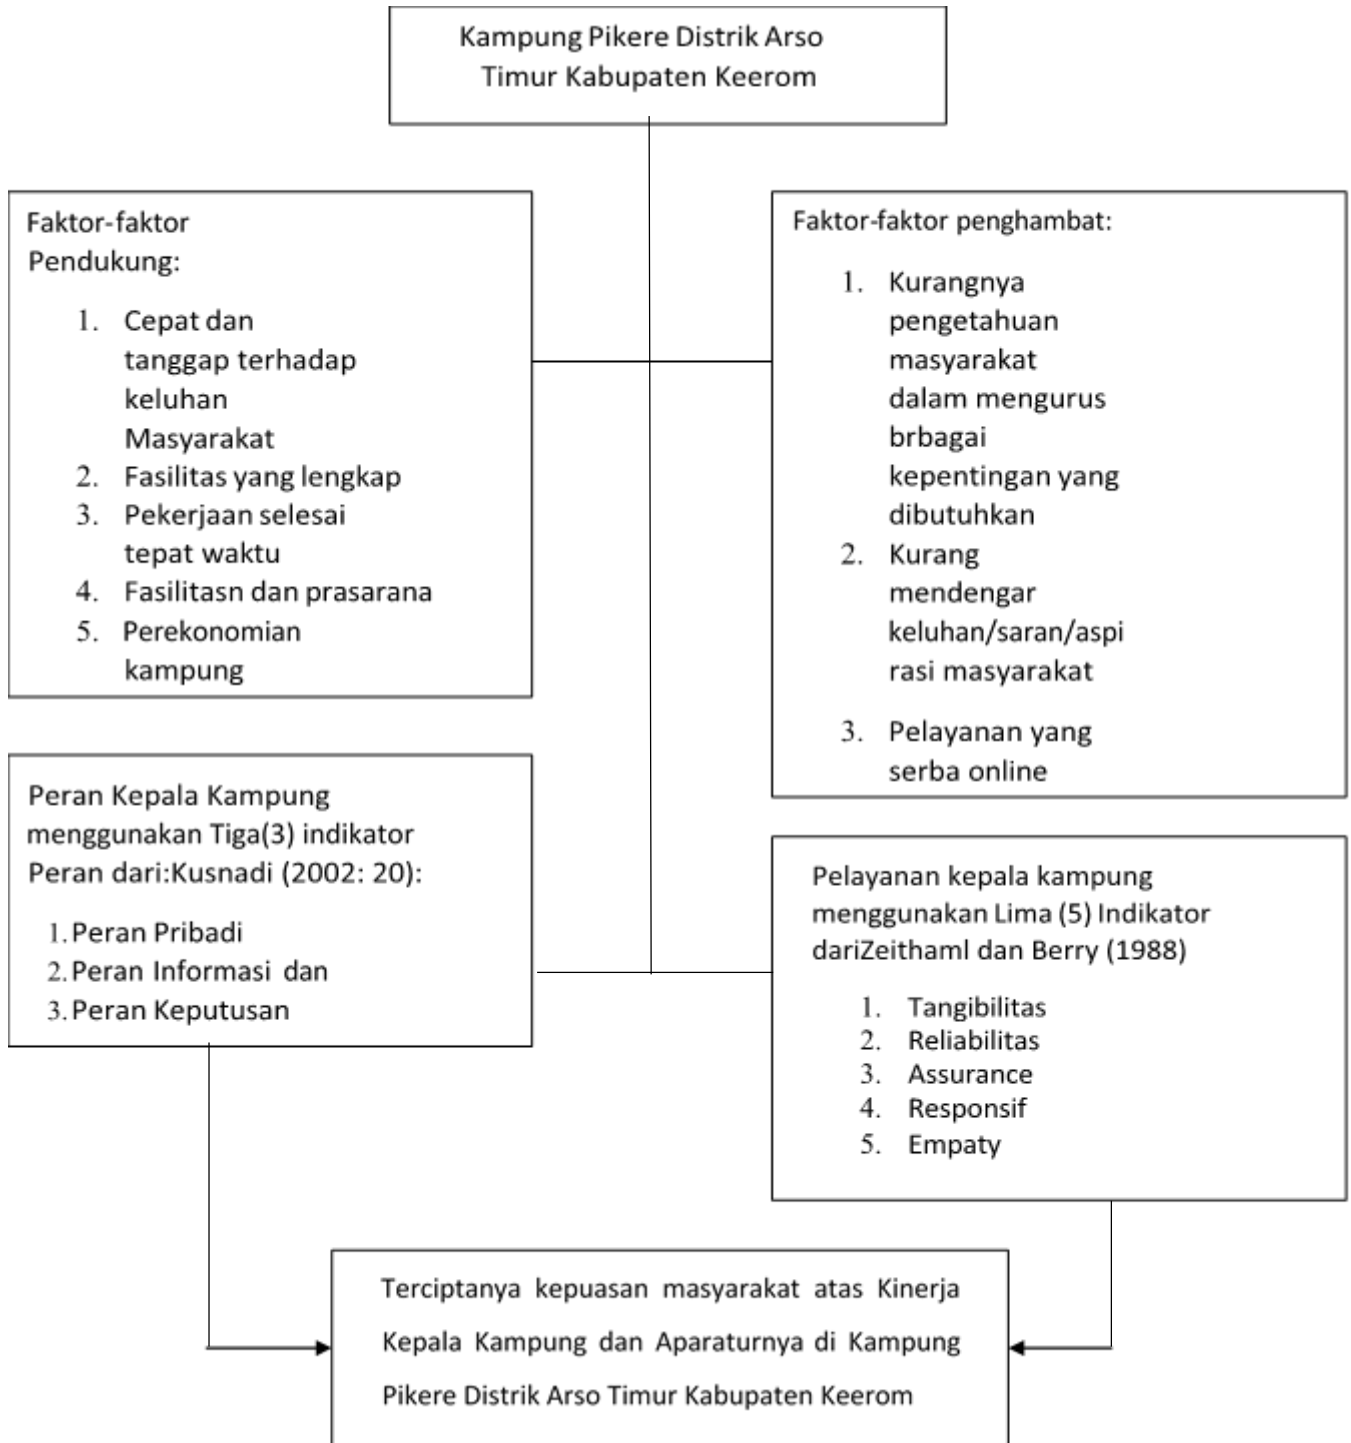 Kampung Pikere Distrik Arso
Timur Kabupaten Keerom
Faktor-faktor
Pendukung:
1. Cepat dan
tanggap terhadap
keluhan
Masyarakat
2. Fasilitas yang lengkap
3. Pekerjaan selesai
tepat waktu
4. Fasilitasn dan prasarana
5. Perekonomian
kampung
Faktor-faktor penghambat:
1. Kurangnya
pengetahuan
masyarakat
dalam mengurus
brbagai
kepentingan yang
dibutuhkan
2. Kurang
mendengar
keluhan/saran/aspi
rasi masyarakat
3. Pelayanan yang
serba online
Peran Kepala Kampung
menggunakan Tiga(3) indikator
Peran dari:Kusnadi (2002: 20):
1. Peran Pribadi
2. Peran Informasi dan
3. Peran Keputusan
Pelayanan kepala kampung
menggunakan Lima (5) Indikator
dariZeithaml dan Berry (1988)
1. Tangibilitas
2. Reliabilitas
3. Assurance
4. Responsif
5. Empaty
Terciptanya kepuasan masyarakat atas Kinerja
Kepala Kampung dan Aparaturnya di Kampung
Pikere Distrik Arso Timur Kabupaten Keerom